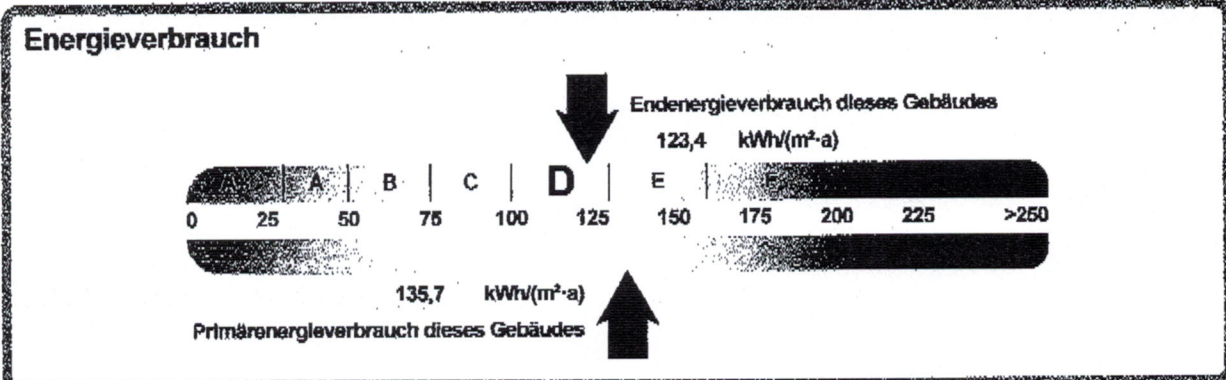 Energieverbrauch
Endenergieverbrauch dieses Gebäudes
123,4 kWh/(m²·a)
A B C D E F
0 25 50 75 100 125 150 175 200 225 >250
135,7 kWh/(m²·a)
Primärenergieverbrauch dieses Gebäudes